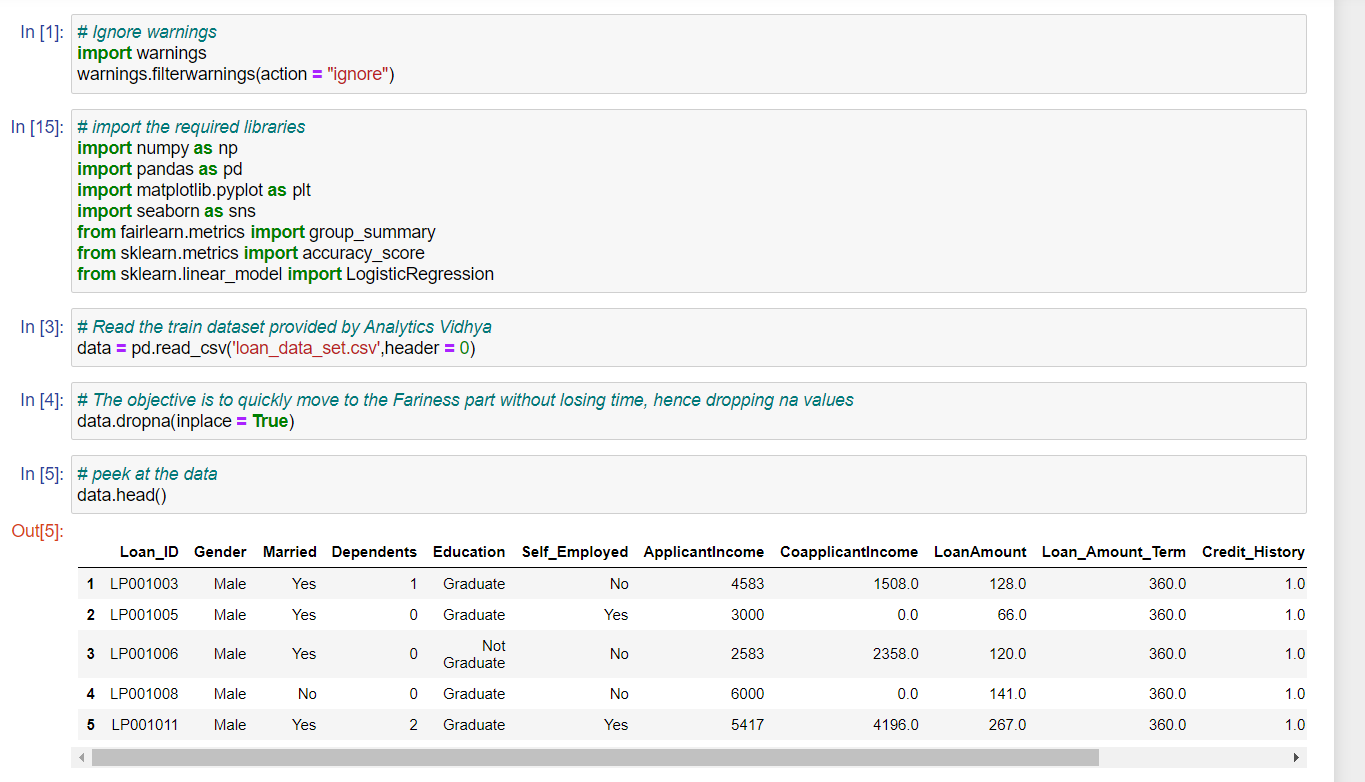 In [1]: # Ignore warnings
import warnings
warnings.filterwarnings(action = "ignore")
In [15]: # import the required libraries
import numpy as np
import pandas as pd
import matplotlib.pyplot as plt
import seaborn as sns
from fairlearn.metrics import group_summary
from sklearn.metrics import accuracy_score
from sklearn.linear_model import LogisticRegression
In [3]: # Read the train dataset provided by Analytics Vidhya
data = pd.read_csv('loan_data_set.csv',header = 0)
In [4]: # The objective is to quickly move to the Fariness part without losing time, hence dropping na values
data.dropna(inplace = True)
In [5]: # peek at the data
data.head()
Out[5]:
Loan_ID Gender Married Dependents Education Self_Employed ApplicantIncome CoapplicantIncome LoanAmount Loan_Amount_Term Credit_History
1 LP001003 Male Yes 1 Graduate No 4583 1508.0 128.0 360.0 1.0
2 LP001005 Male Yes 0 Graduate Yes 3000 0.0 66.0 360.0 1.0
3 LP001006 Male Yes 0 Not Graduate No 2583 2358.0 120.0 360.0 1.0
4 LP001008 Male No 0 Graduate No 6000 0.0 141.0 360.0 1.0
5 LP001011 Male Yes 2 Graduate Yes 5417 4196.0 267.0 360.0 1.0